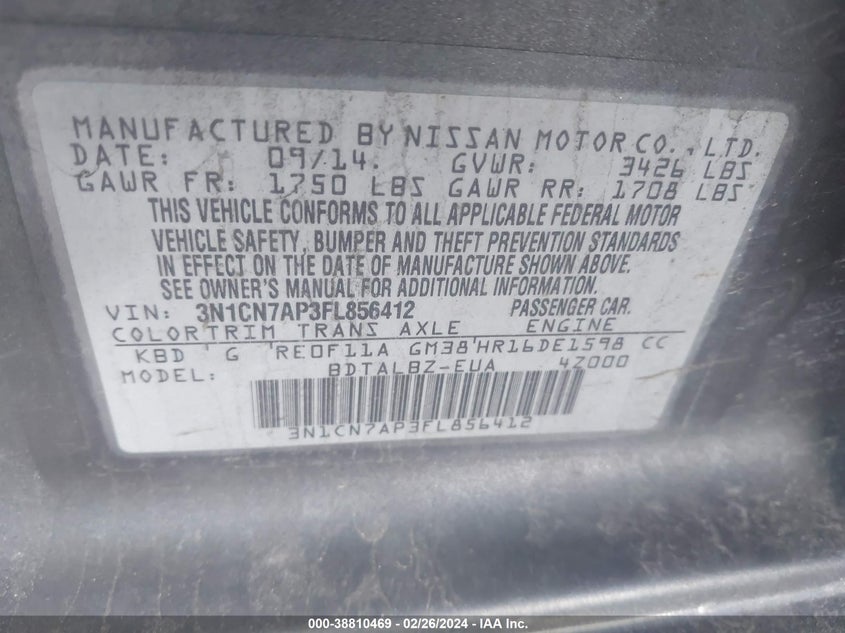 MANUFACTURED BY NISSAN MOTOR CO., LTD.
DATE: 09/14. GVWR: 3426 LBS
GAWR FR: 1750 LBS GAWR RR: 1708 LBS
THIS VEHICLE CONFORMS TO ALL APPLICABLE FEDERAL MOTOR
VEHICLE SAFETY, BUMPER AND THEFT PREVENTION STANDARDS
IN EFFECT ON THE DATE OF MANUFACTURE SHOWN ABOVE.
SEE OWNER'S MANUAL FOR ADDITIONAL INFORMATION.
VIN: 3N1CN7AP3FL856412 PASSENGER CAR.
COLOR TRIM TRANS AXLE ENGINE
KBD G RE0F11A GM38 HR16DE1598 CC
MODEL: BDTALBZ-EUA 4Z000
3N1CN7AP3FL856412
000-38810469 - 02/26/2024 - IAA Inc.